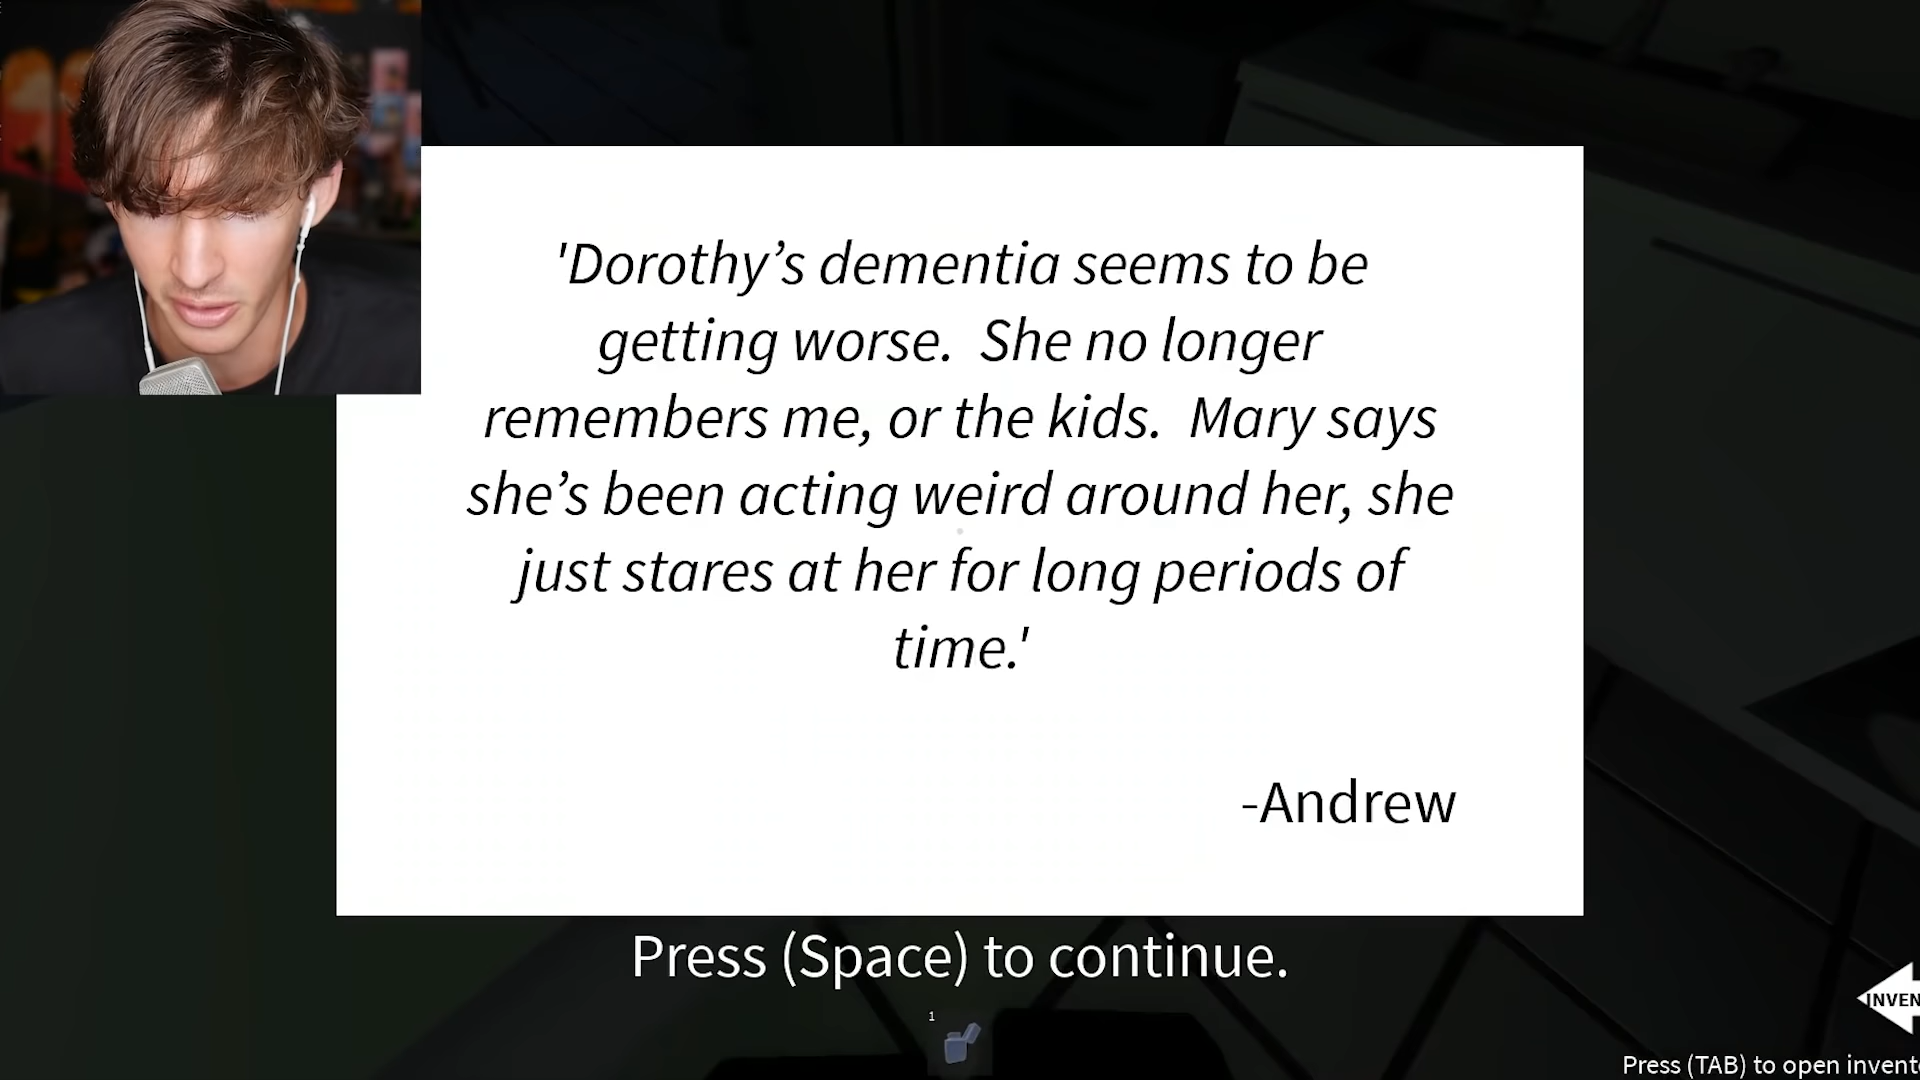 'Dorothy’s dementia seems to be
getting worse.  She no longer
remembers me, or the kids.  Mary says
she’s been acting weird around her, she
just stares at her for long periods of
time.'
-Andrew
Press (Space) to continue.
1
INVEN
Press (TAB) to open invent